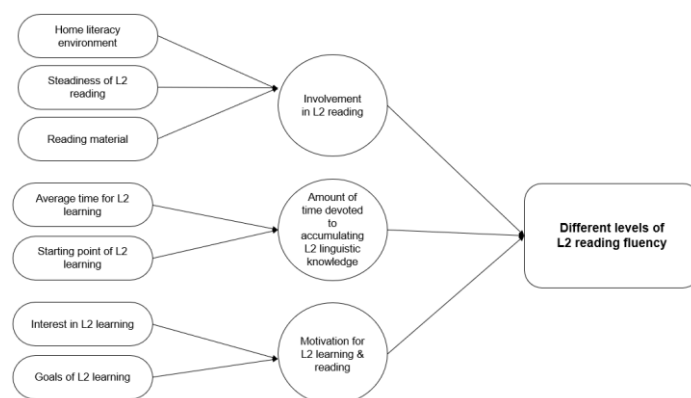 Home literacy
environment
Steadiness of L2
reading
Reading material
Involvement
in L2 reading
Average time for L2
learning
Starting point of L2
learning
Amount of
time devoted
to
accumulating
L2 linguistic
knowledge
Interest in L2 learning
Goals of L2 learning
Motivation for
L2 learning &
reading
Different levels of
L2 reading fluency